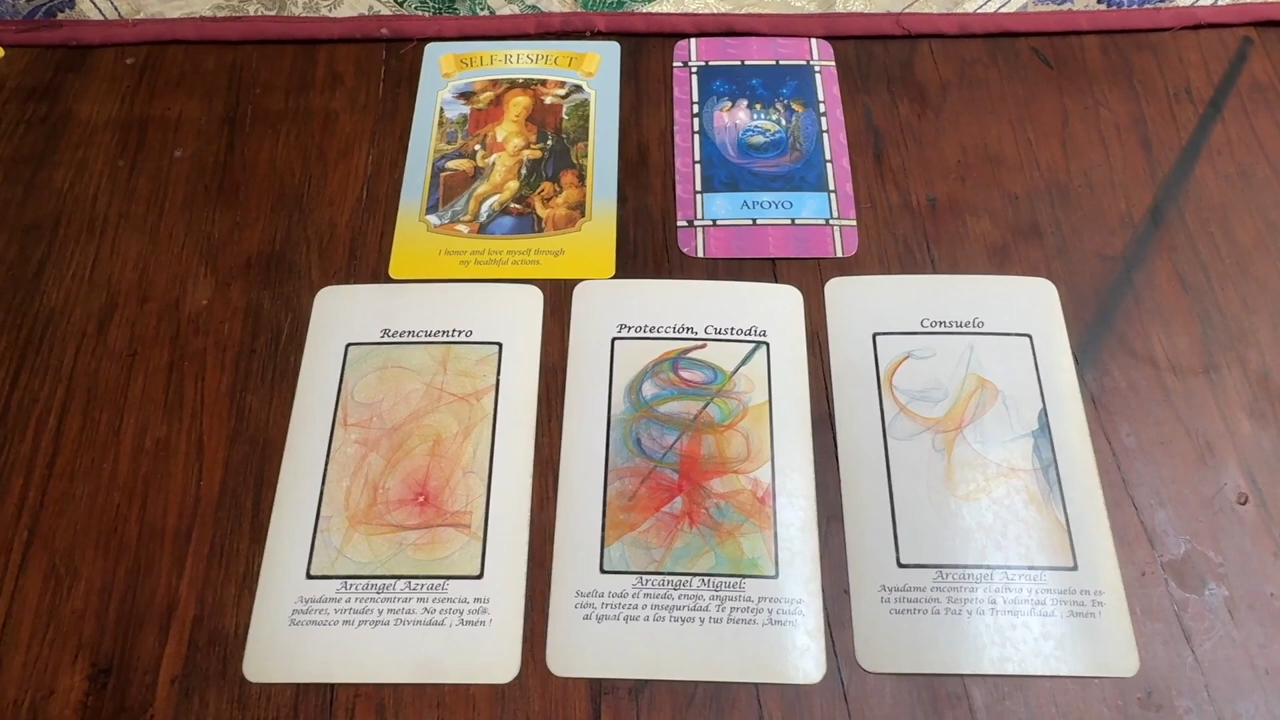 SELF-RESPECT
I honor and love myself through
my healthful actions.
APOYO
Reencuentro
Arcángel Azrael:
Ayúdame a reencontrar mi esencia, mis
poderes, virtudes y metas. No estoy sol@.
Reconozco mi propia Divinidad. ¡ Amén !
Protección, Custodia
Arcángel Miguel:
Suelta todo el miedo, enojo, angustia, preocupa-
ción, tristeza o inseguridad. Te protejo y cuido,
al igual que a los tuyos y tus bienes. ¡Amén!
Consuelo
Arcángel Azrael:
Ayúdame encontrar el alivio y consuelo en es-
ta situación. Respeto la Voluntad Divina. En-
cuentro la Paz y la Tranquilidad. ¡ Amén !